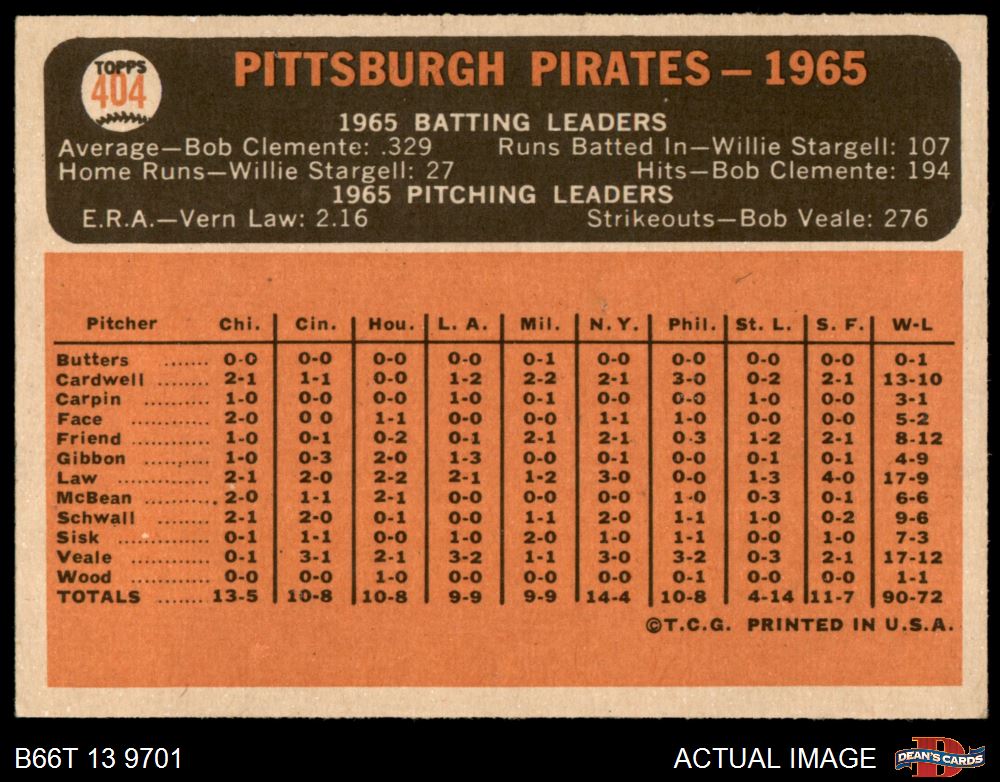 TOPPS
404
PITTSBURGH PIRATES — 1965
1965 BATTING LEADERS
Average—Bob Clemente: .329 Runs Batted In—Willie Stargell: 107
Home Runs—Willie Stargell: 27 Hits—Bob Clemente: 194
1965 PITCHING LEADERS
E.R.A.—Vern Law: 2.16 Strikeouts—Bob Veale: 276
Pitcher Chi. Cin. Hou. L. A. Mil. N. Y. Phil. St. L. S. F. W-L
Butters ....... 0-0 0-0 0-0 0-0 0-1 0-0 0-0 0-0 0-0 0-1
Cardwell ....... 2-1 1-1 0-0 1-2 2-2 2-1 3-0 0-2 2-1 13-10
Carpin ......... 1-0 0-0 0-0 1-0 0-1 0-0 0-0 1-0 0-0 3-1
Face ........... 2-0 0 0 1-1 0-0 0-0 1-1 1-0 0-0 0-0 5-2
Friend ......... 1-0 0-1 0-2 0-1 2-1 2-1 0-3 1-2 2-1 8-12
Gibbon ......... 1-0 0-3 2-0 1-3 0-0 0-1 0-0 0-1 0-1 4-9
Law ............ 2-1 2-0 2-2 2-1 1-2 3-0 0-0 1-3 4-0 17-9
McBean ......... 2-0 1-1 2-1 0-0 0-0 0-0 1-0 0-3 0-1 6-6
Schwall ....... 2-1 2-0 0-1 0-0 1-1 2-0 1-1 1-0 0-2 9-6
Sisk ........... 0-1 1-1 0-0 1-0 2-0 1-0 1-1 0-0 1-0 7-3
Veale .......... 0-1 3-1 2-1 3-2 1-1 3-0 3-2 0-3 2-1 17-12
Wood .......... 0-0 0-0 1-0 0-0 0-0 0-0 0-1 0-0 0-0 1-1
TOTALS ....... 13-5 10-8 10-8 9-9 9-9 14-4 10-8 4-14 11-7 90-72
©T.C.G. PRINTED IN U.S.A.
B66T 13 9701 ACTUAL IMAGE DEAN'S CARDS